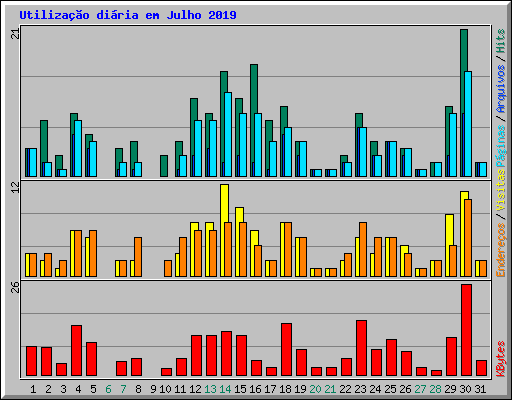 Utilização diária em Julho 2019
21
12
26
Páginas / Arquivos / Hits
Endereços / Visitas
KBytes
1 2 3 4 5 6 7 8 9 10 11 12 13 14 15 16 17 18 19 20 21 22 23 24 25 26 27 28 29 30 31